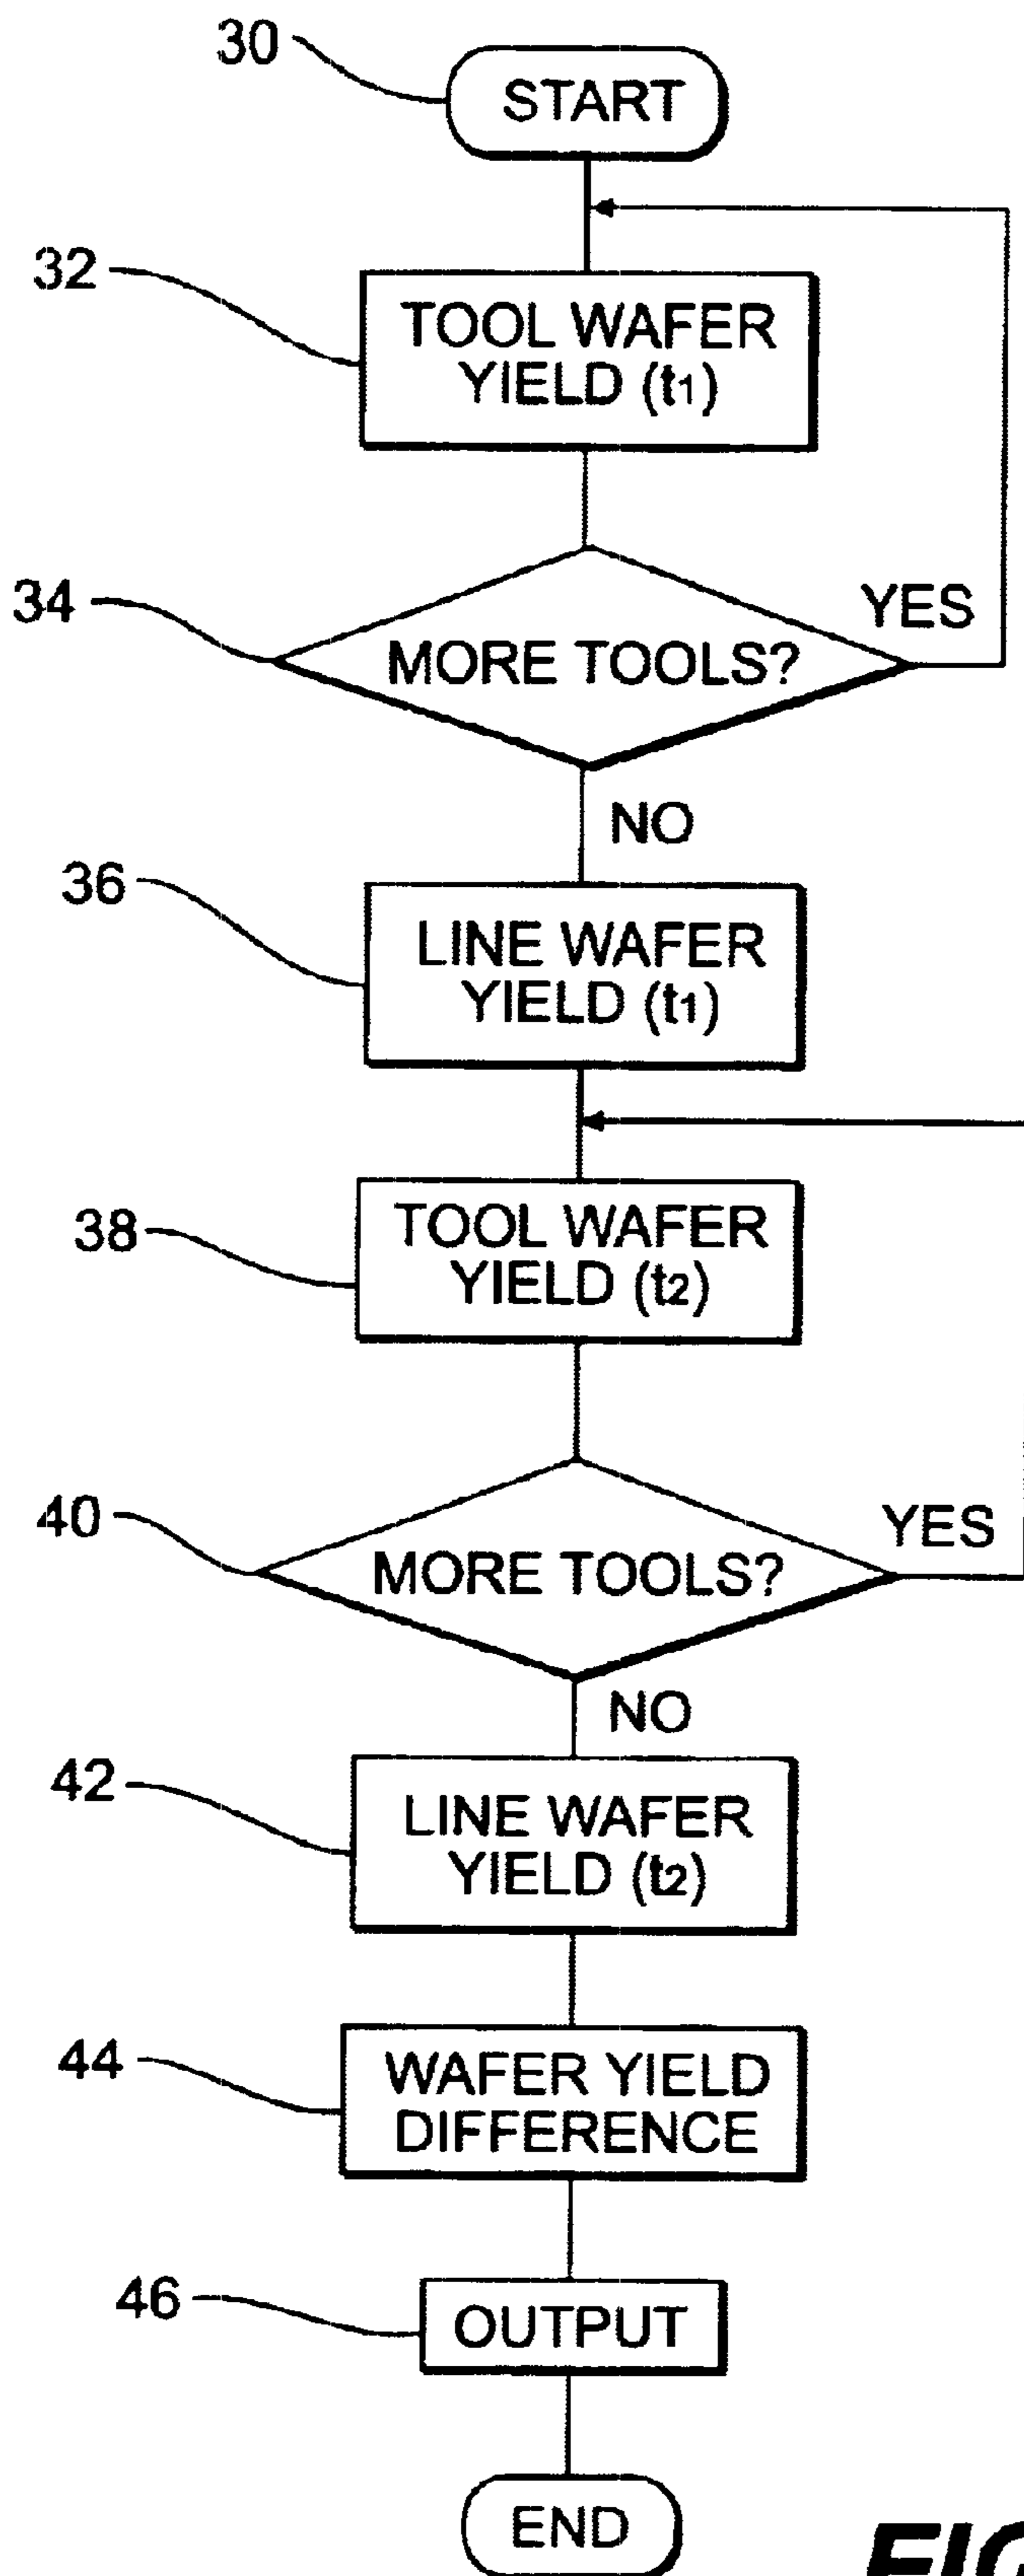 30
START
32
TOOL WAFER
YIELD (t1)
34
MORE TOOLS?
YES
NO
36
LINE WAFER
YIELD (t1)
38
TOOL WAFER
YIELD (t2)
40
MORE TOOLS?
YES
NO
42
LINE WAFER
YIELD (t2)
44
WAFER YIELD
DIFFERENCE
46
OUTPUT
END